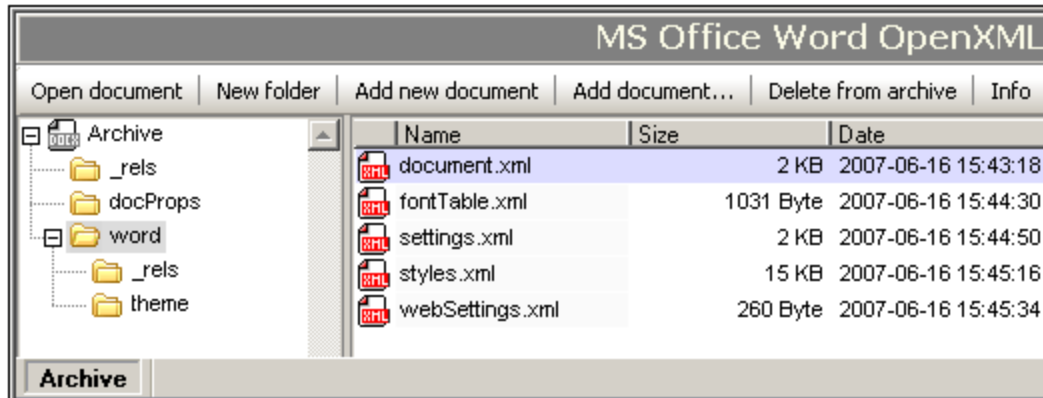 MS Office Word OpenXML
Open document New folder Add new document Add document... Delete from archive Info
Archive
_rels
docProps
word
_rels
theme
Name Size Date
document.xml 2 KB 2007-06-16 15:43:18
fontTable.xml 1031 Byte 2007-06-16 15:44:30
settings.xml 2 KB 2007-06-16 15:44:50
styles.xml 15 KB 2007-06-16 15:45:16
webSettings.xml 260 Byte 2007-06-16 15:45:34
Archive